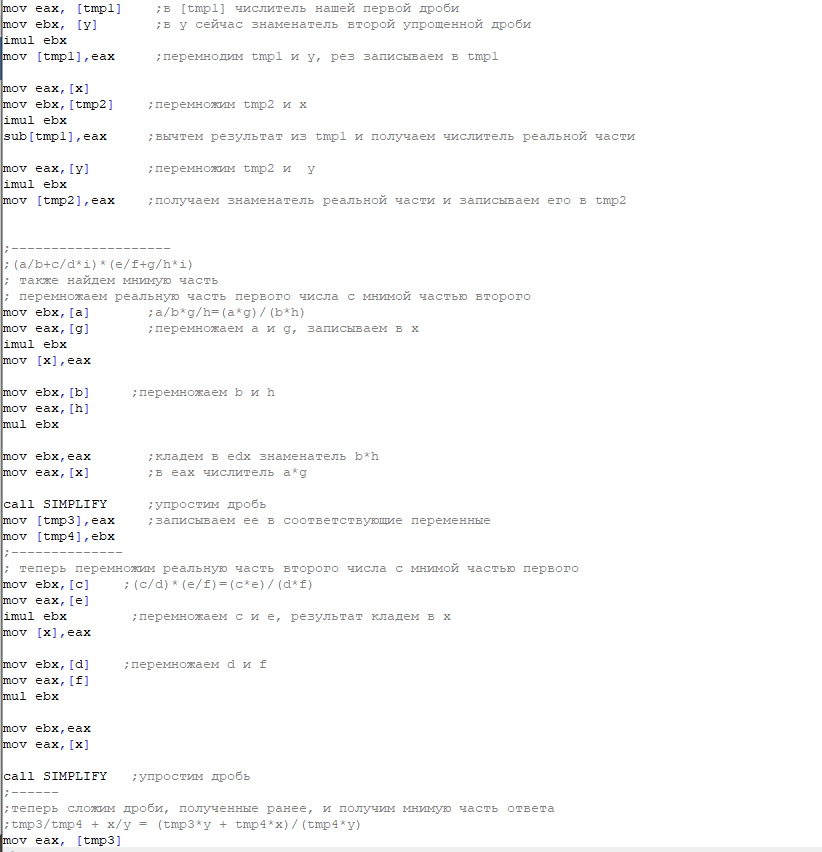 mov eax, [tmp1]    ;в [tmp1] числитель нашей первой дроби
mov ebx, [y]       ;в y сейчас знаменатель второй упрощенной дроби
imul ebx
mov [tmp1],eax     ;перемнодим tmp1 и y, рез записываем в tmp1
mov eax,[x]
mov ebx,[tmp2]    ;перемножим tmp2 и x
imul ebx
sub[tmp1],eax     ;вычтем результат из tmp1 и получаем числитель реальной части
mov eax,[y]       ;перемножим tmp2 и  y
imul ebx
mov [tmp2],eax    ;получаем знаменатель реальной части и записываем его в tmp2
;--------------------
;(a/b+c/d*i)*(e/f+g/h*i)
; также найдем мнимую часть
; перемножаем реальную часть первого числа с мнимой частью второго
mov ebx,[a]       ;a/b*g/h=(a*g)/(b*h)
mov eax,[g]       ;перемножаем a и g, записываем в x
imul ebx
mov [x],eax
mov ebx,[b]     ;перемножаем b и h
mov eax,[h]
mul ebx
mov ebx,eax       ;кладем в edx знаменатель b*h
mov eax,[x]       ;в eax числитель a*g
call SIMPLIFY     ;упростим дробь
mov [tmp3],eax    ;записываем ее в соответствующие переменные
mov [tmp4],ebx
;--------------
; теперь перемножим реальную часть второго числа с мнимой частью первого
mov ebx,[c]    ;(c/d)*(e/f)=(c*e)/(d*f)
mov eax,[e]
imul ebx        ;перемножаем c и e, результат кладем в x
mov [x],eax
mov ebx,[d]    ;перемножаем d и f
mov eax,[f]
mul ebx
mov ebx,eax
mov eax,[x]
call SIMPLIFY   ;упростим дробь
;------
;теперь сложим дроби, полученные ранее, и получим мнимую часть ответа
;tmp3/tmp4 + x/y = (tmp3*y + tmp4*x)/(tmp4*y)
mov eax, [tmp3]